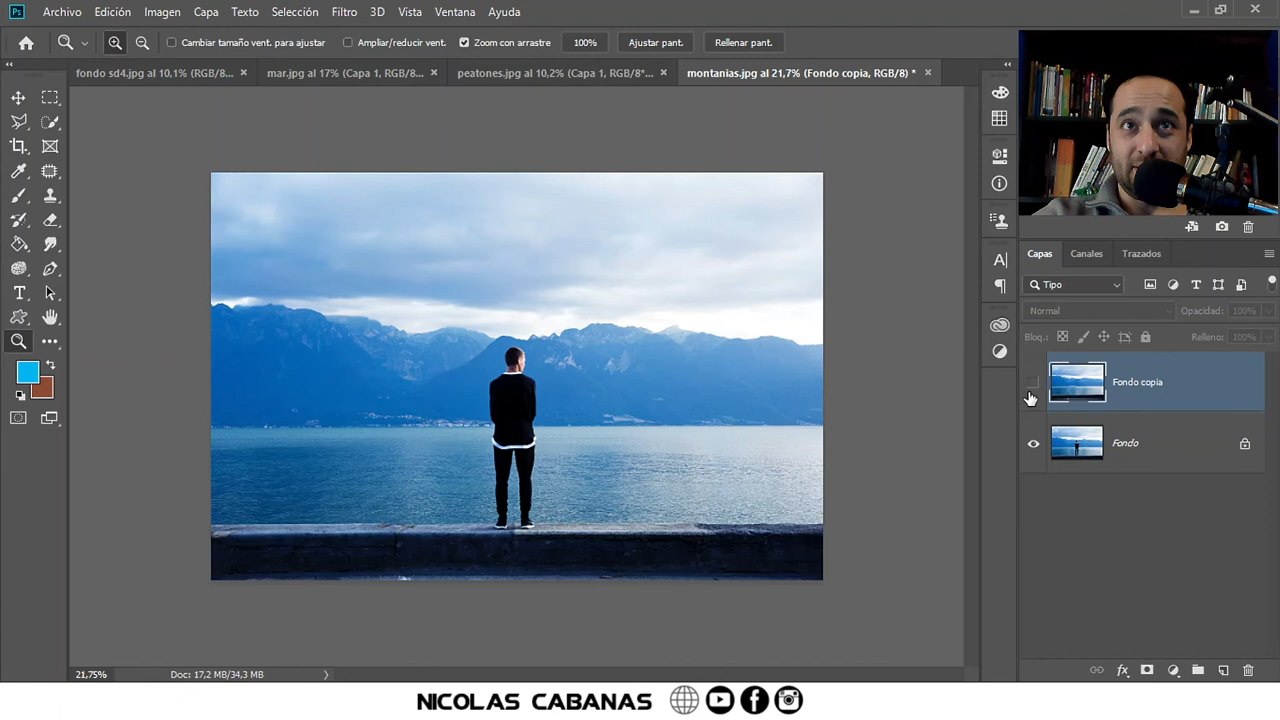 Ps Archivo Edición Imagen Capa Texto Selección Filtro 3D Vista Ventana Ayuda
Cambiar tamaño vent. para ajustar Ampliar/reducir vent. Zoom con arrastre 100% Ajustar pant. Rellenar pant.
fondo sd4.jpg al 10,1% (RGB/8... mar.jpg al 17% (Capa 1, RGB/8... peatones.jpg al 10,2% (Capa 1, RGB/8*... montanias.jpg al 21,7% (Fondo copia, RGB/8) *
Capas Canales Trazados
Tipo
Normal Opacidad: 100%
Bloq.: Relleno: 100%
Fondo copia
Fondo
21,75% Doc: 17,2 MB/34,3 MB
NICOLAS CABANAS